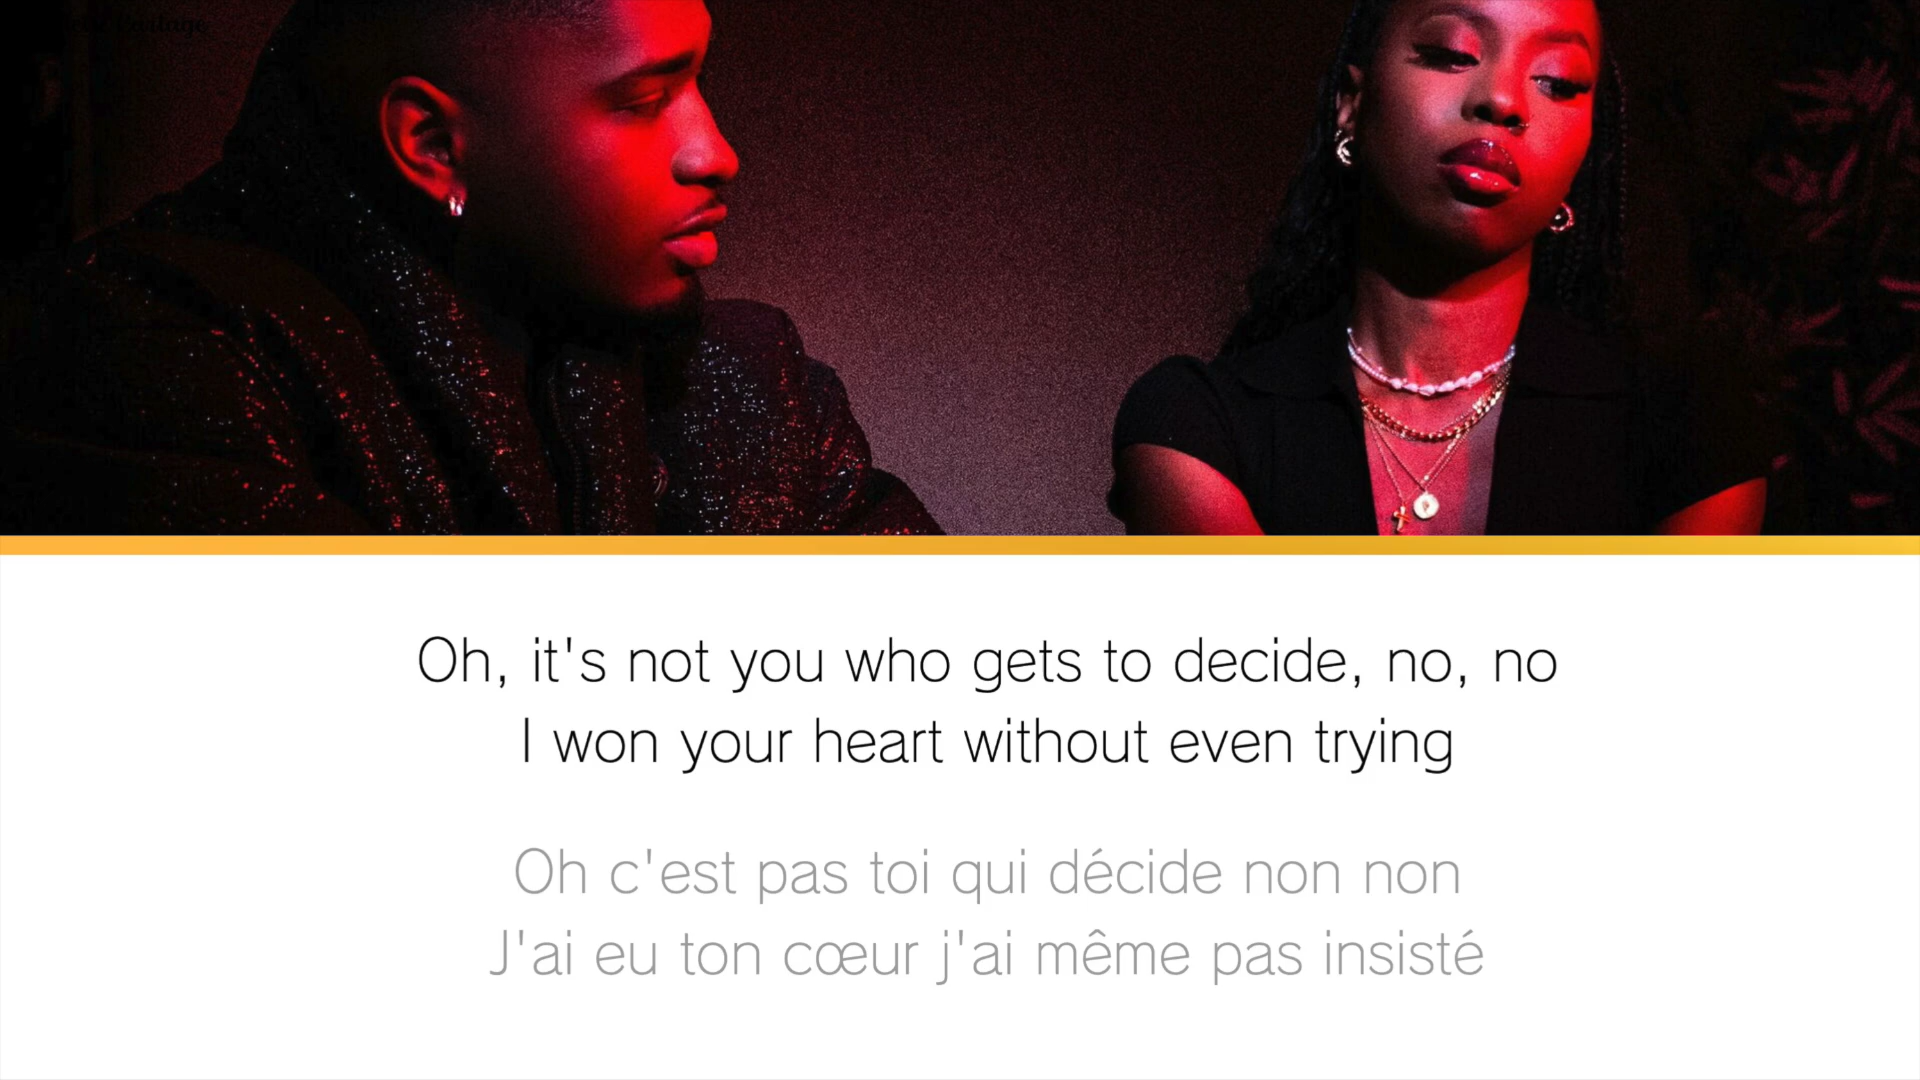 Oh, it's not you who gets to decide, no, no
I won your heart without even trying
Oh c'est pas toi qui décide non non
J'ai eu ton cœur j'ai même pas insisté